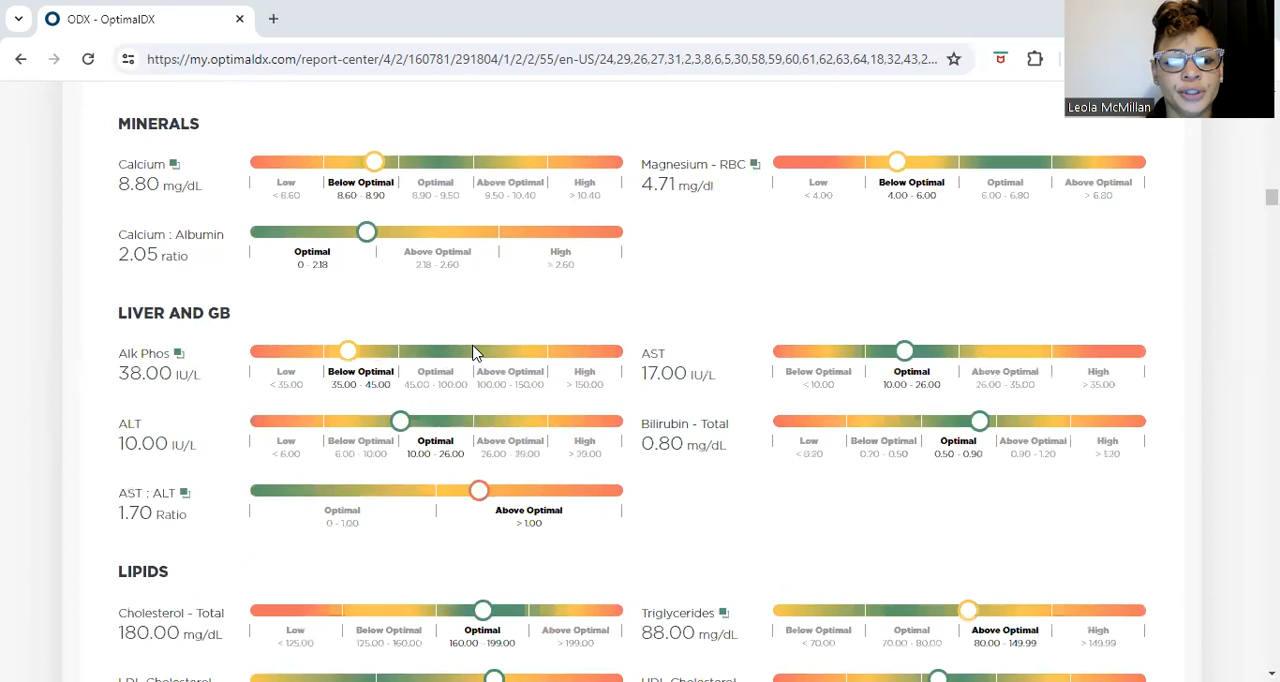 ODX - OptimalDX
https://my.optimaldx.com/report-center/4/2/160781/291104/1/2/2/55/en-US/24,29,26,27,31,2,3,8,6,5,30,58,59,60,61,62,63,64,18,32,43,2...
Leola McMillan
MINERALS
Calcium
8.80 mg/dL
Low Below Optimal Optimal Above Optimal High
< 6.60 8.60 - 8.90 8.90 - 9.50 9.50 - 10.40 > 10.40
Magnesium - RBC
4.71 mg/dl
Low Below Optimal Optimal Above Optimal
< 4.00 4.00 - 6.00 6.00 - 6.80 > 6.80
Calcium : Albumin
2.05 ratio
Optimal Above Optimal High
0 - 2.18 2.18 - 2.60 > 2.60
LIVER AND GB
Alk Phos
38.00 IU/L
Low Below Optimal Optimal Above Optimal High
< 35.00 35.00 - 45.00 45.00 - 100.00 100.00 - 150.00 > 150.00
AST
17.00 IU/L
Below Optimal Optimal Above Optimal High
< 10.00 10.00 - 26.00 26.00 - 35.00 > 35.00
ALT
10.00 IU/L
Low Below Optimal Optimal Above Optimal High
< 6.00 6.00 - 10.00 10.00 - 26.00 26.00 - 29.00 > 29.00
Bilirubin - Total
0.80 mg/dL
Low Below Optimal Optimal Above Optimal High
< 0.20 0.20 - 0.50 0.50 - 0.90 0.90 - 1.20 > 1.20
AST : ALT
1.70 Ratio
Optimal Above Optimal
0 - 1.00 > 1.00
LIPIDS
Cholesterol - Total
180.00 mg/dL
Low Below Optimal Optimal Above Optimal
< 125.00 125.00 - 160.00 160.00 - 199.00 > 199.00
Triglycerides
88.00 mg/dL
Below Optimal Optimal Above Optimal High
< 70.00 70.00 - 80.00 80.00 - 149.99 > 149.99
LDL Cholesterol
HDL Cholesterol